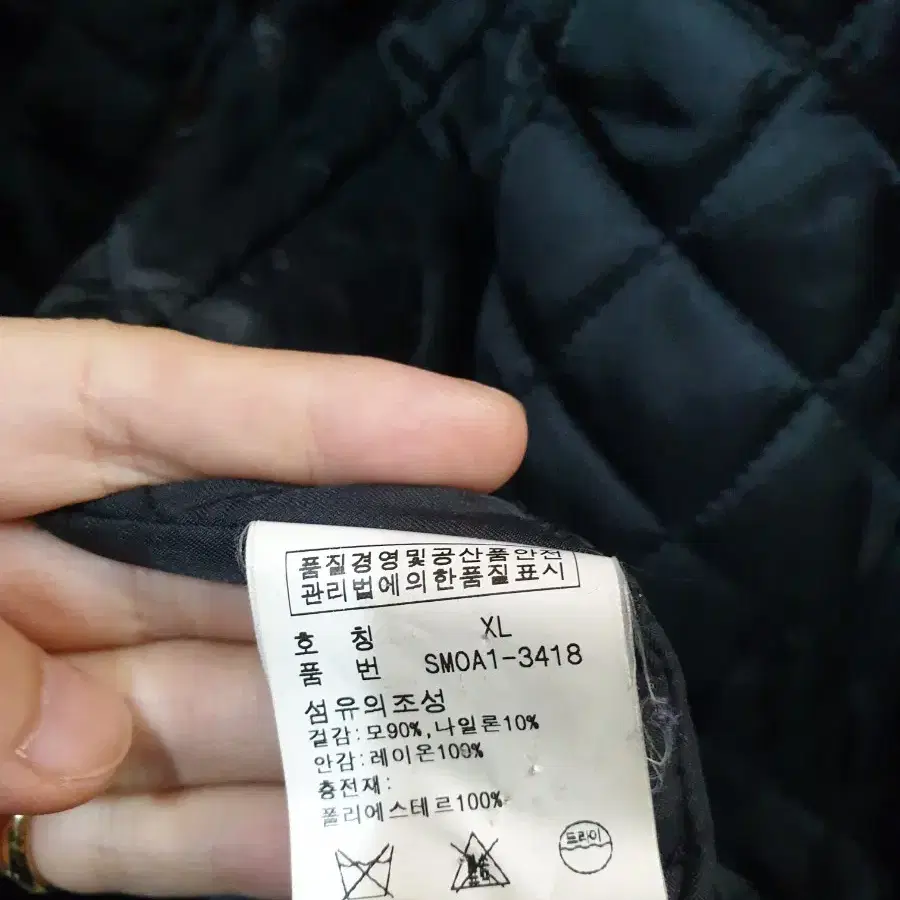 품질경영및공산품안전
관리법에의한품질표시
호 칭 XL
품 번 SMOA1-3418
섬유의조성
겉감:모90%,나일론10%
안감:레이온100%
충전재:
폴리에스테르100%
드라이